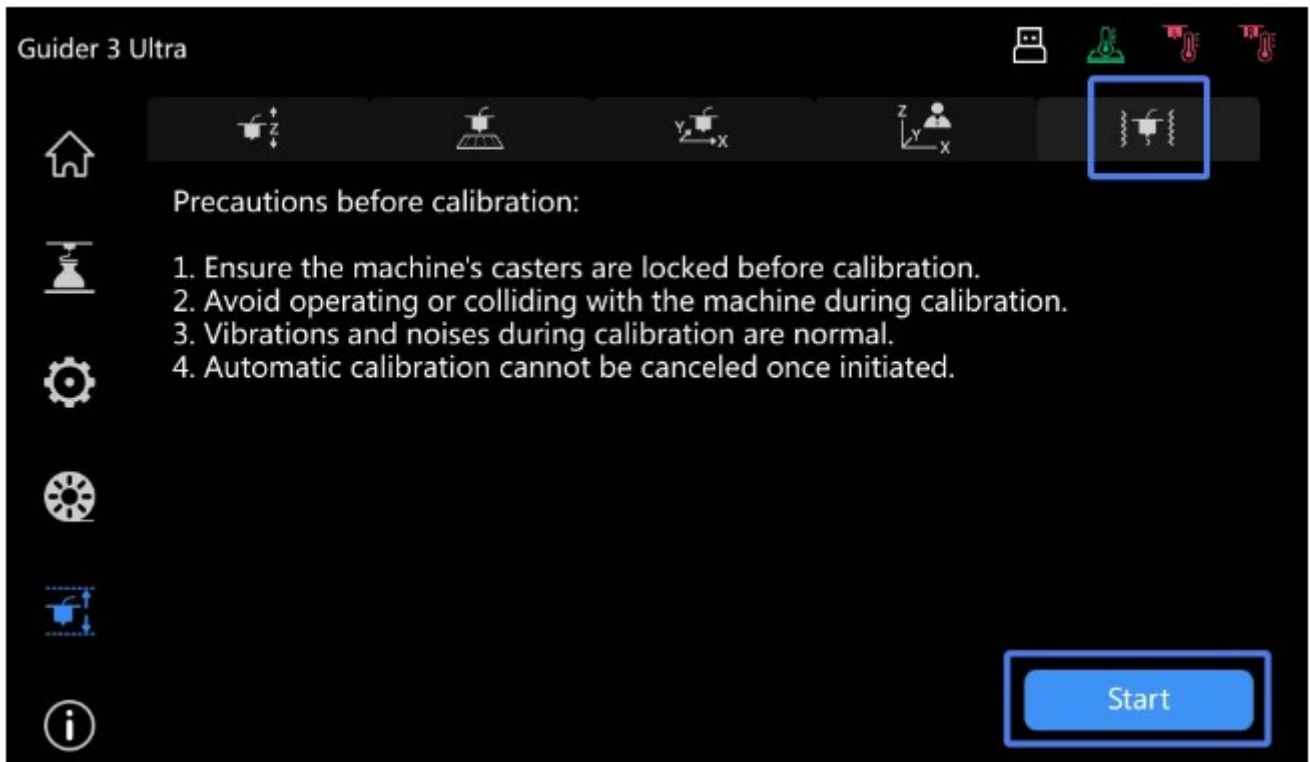 Guider 3 Ultra
L
R
Z
Y
X
Z
Y
X
Precautions before calibration:
1. Ensure the machine's casters are locked before calibration.
2. Avoid operating or colliding with the machine during calibration.
3. Vibrations and noises during calibration are normal.
4. Automatic calibration cannot be canceled once initiated.
Start